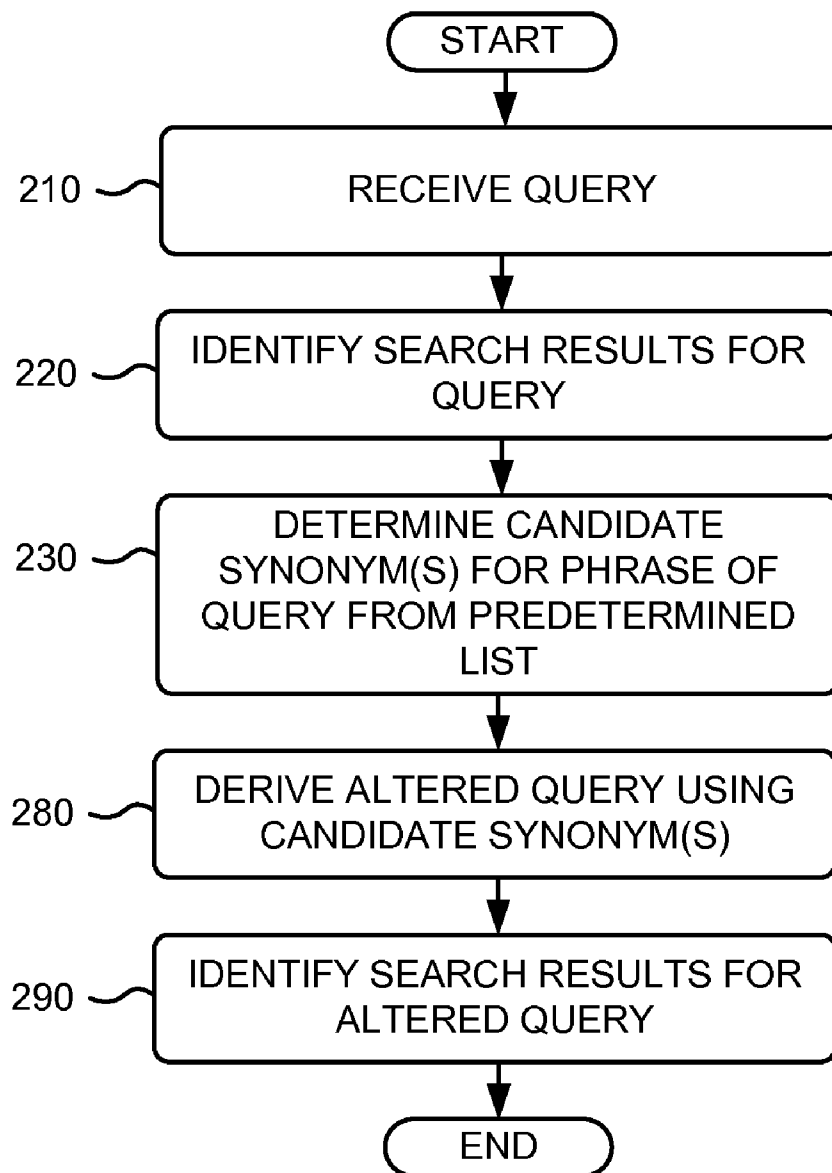 START
210
RECEIVE QUERY
220
IDENTIFY SEARCH RESULTS FOR
QUERY
230
DETERMINE CANDIDATE
SYNONYM(S) FOR PHRASE OF
QUERY FROM PREDETERMINED
LIST
280
DERIVE ALTERED QUERY USING
CANDIDATE SYNONYM(S)
290
IDENTIFY SEARCH RESULTS FOR
ALTERED QUERY
END